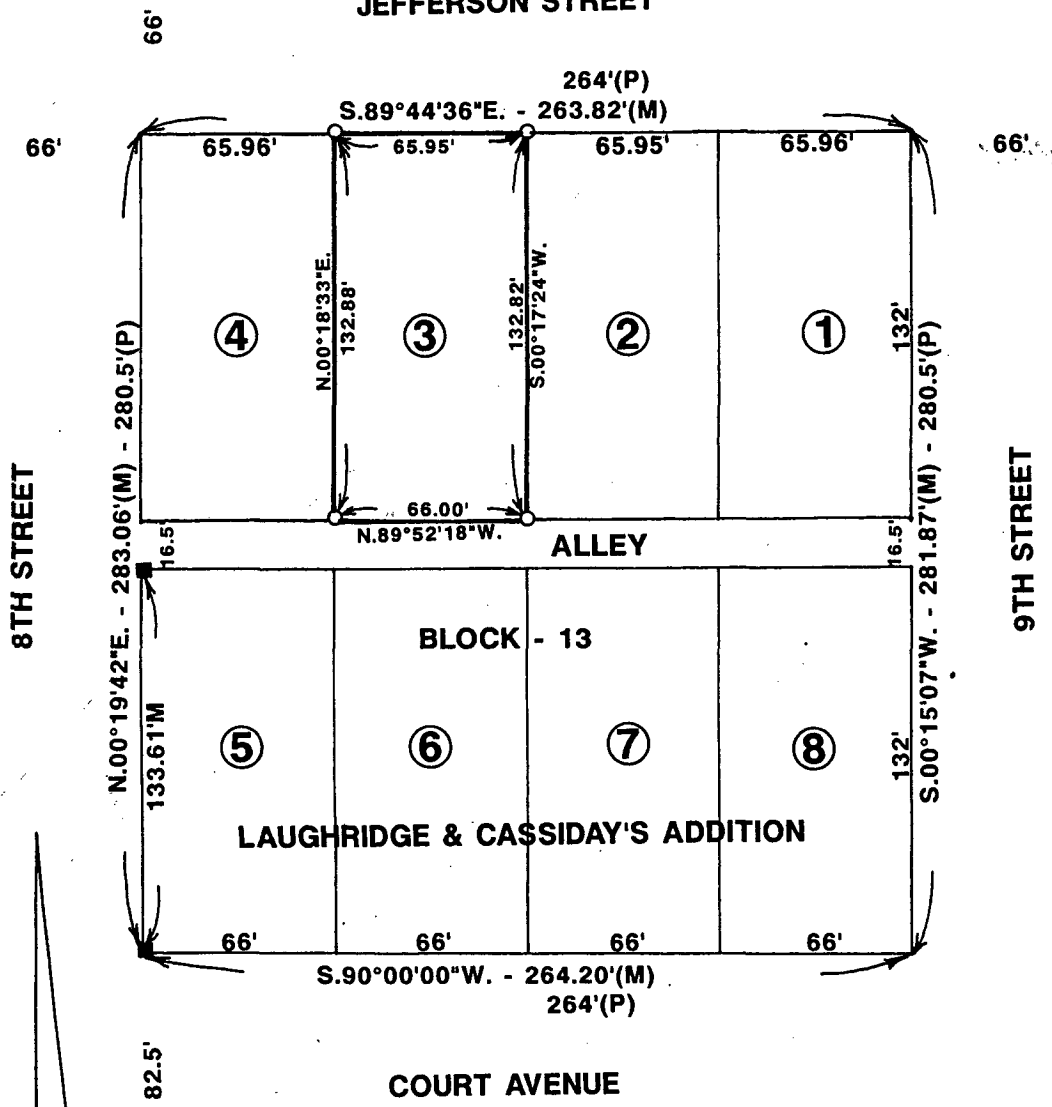 JEFFERSON STREET
66'
264'(P)
S.89°44'36"E. - 263.82'(M)
66'
65.96'
65.95'
65.95'
65.96'
66'
N.00°18'33"E.
132.88'
132.82'
S.00°17'24"W.
132'
4
3
2
1
N.00°19'42"E. - 283.06'(M) - 280.5'(P)
S.00°15'07"W. - 281.87'(M) - 280.5'(P)
8TH STREET
9TH STREET
66.00'
N.89°52'18"W.
16.5'
ALLEY
16.5'
BLOCK - 13
133.61'M
132'
5
6
7
8
LAUGHRIDGE & CASSIDAY'S ADDITION
66'
66'
66'
66'
S.90°00'00"W. - 264.20'(M)
264'(P)
82.5'
COURT AVENUE